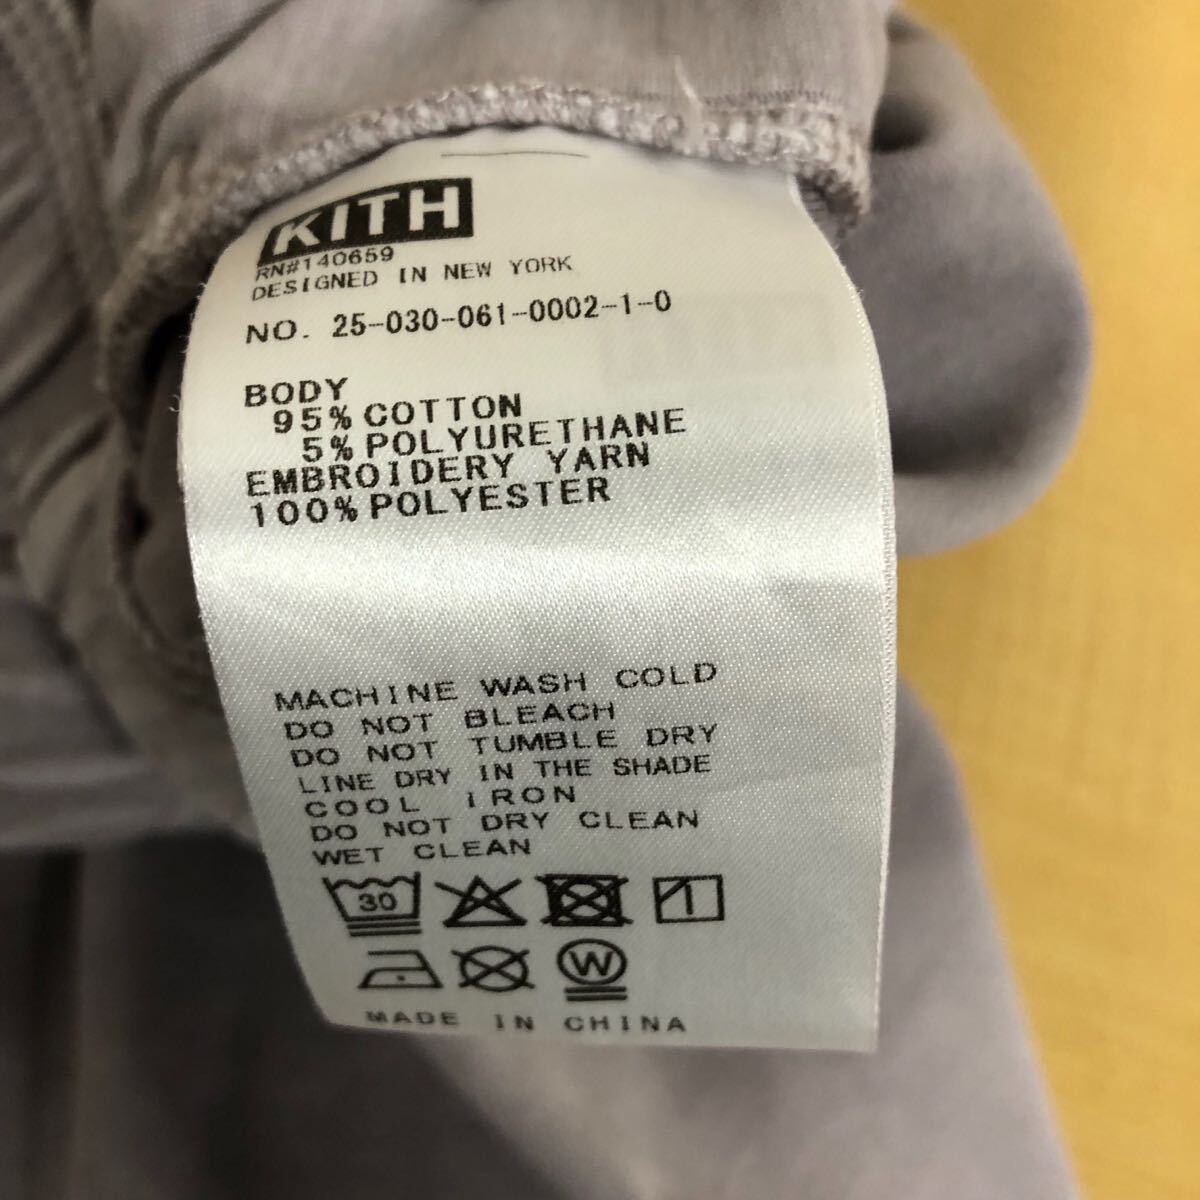 KITH
RN#140659
DESIGNED IN NEW YORK
NO. 25-030-061-0002-1-0
BODY
95% COTTON
5% POLYURETHANE
EMBROIDERY YARN
100% POLYESTER
MACHINE WASH COLD
DO NOT BLEACH
DO NOT TUMBLE DRY
LINE DRY IN THE SHADE
COOL IRON
DO NOT DRY CLEAN
WET CLEAN
30
W
MADE IN CHINA